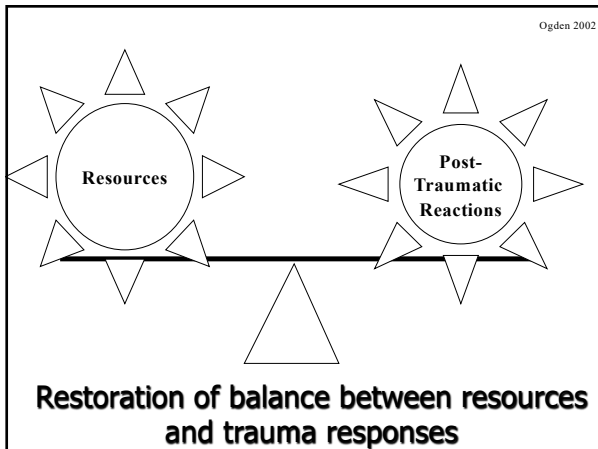 Ogden 2002
Resources
Post-
Traumatic
Reactions
Restoration of balance between resources
and trauma responses